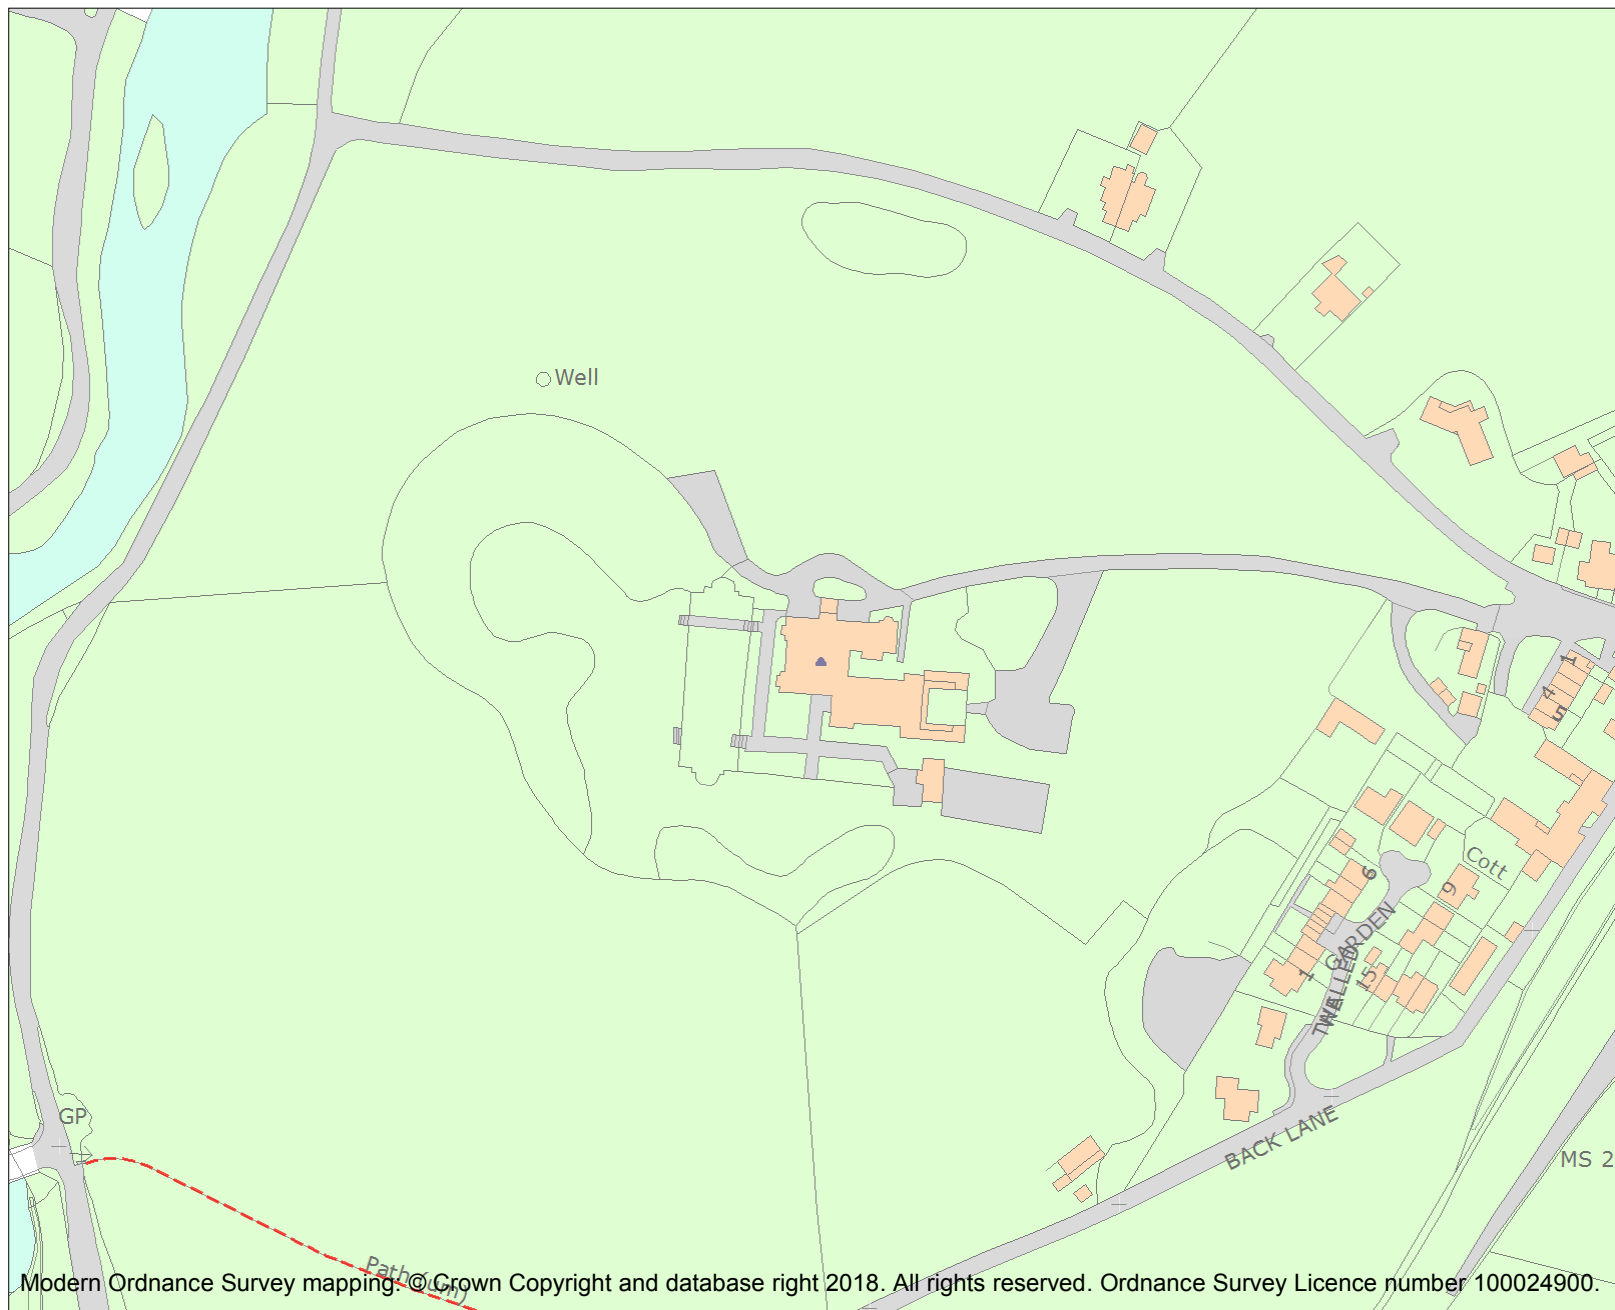 Well
1
4
5
Cott
6
9
THE WALLED GARDEN
15
1
GP
BACK LANE
MS 2
Path (um)
Modern Ordnance Survey mapping: © Crown Copyright and database right 2018. All rights reserved. Ordnance Survey Licence number 100024900.